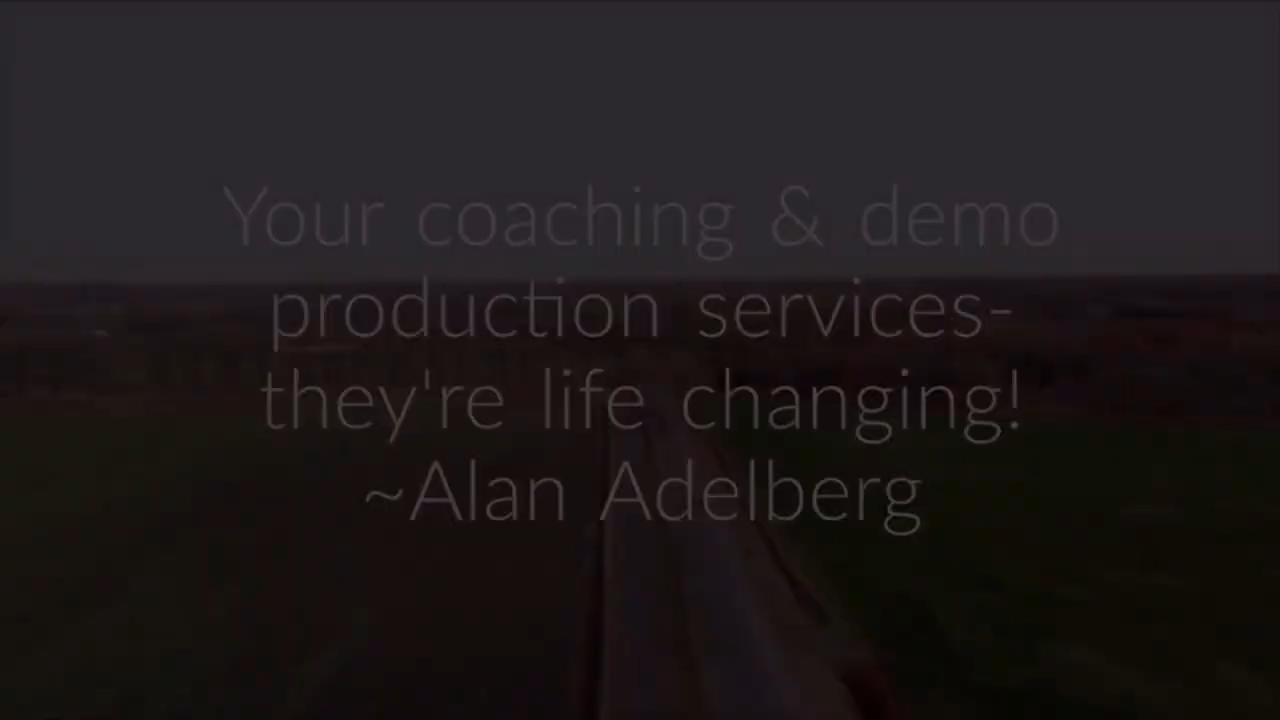 Your coaching & demo
production services-
they're life changing!
~Alan Adelberg